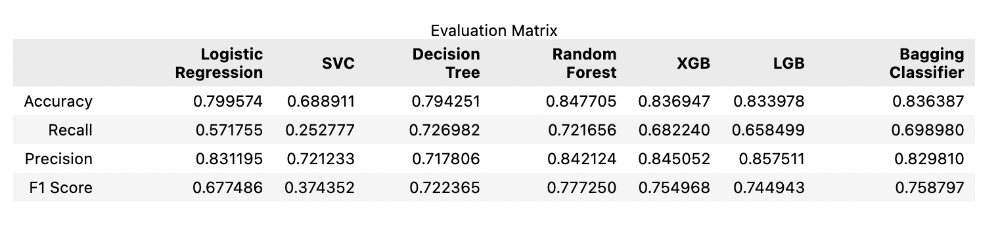 Evaluation Matrix
Logistic Regression SVC Decision Tree Random Forest XGB LGB Bagging Classifier
Accuracy 0.799574 0.688911 0.794251 0.847705 0.836947 0.833978 0.836387
Recall 0.571755 0.252777 0.726982 0.721656 0.682240 0.658499 0.698980
Precision 0.831195 0.721233 0.717806 0.842124 0.845052 0.857511 0.829810
F1 Score 0.677486 0.374352 0.722365 0.777250 0.754968 0.744943 0.758797